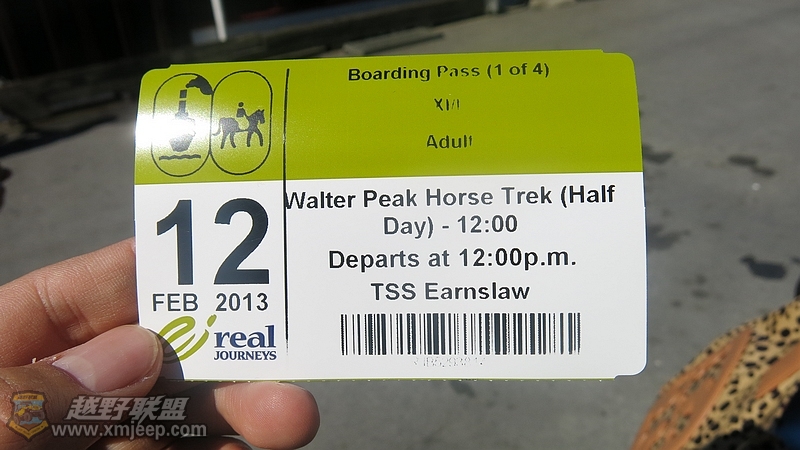 Boarding Pass (1 of 4)
Adult
12
FEB 2013
real
JOURNEYS
Walter Peak Horse Trek (Half
Day) - 12:00
Departs at 12:00p.m.
TSS Earnslaw
越野联盟
www.xmjeep.com